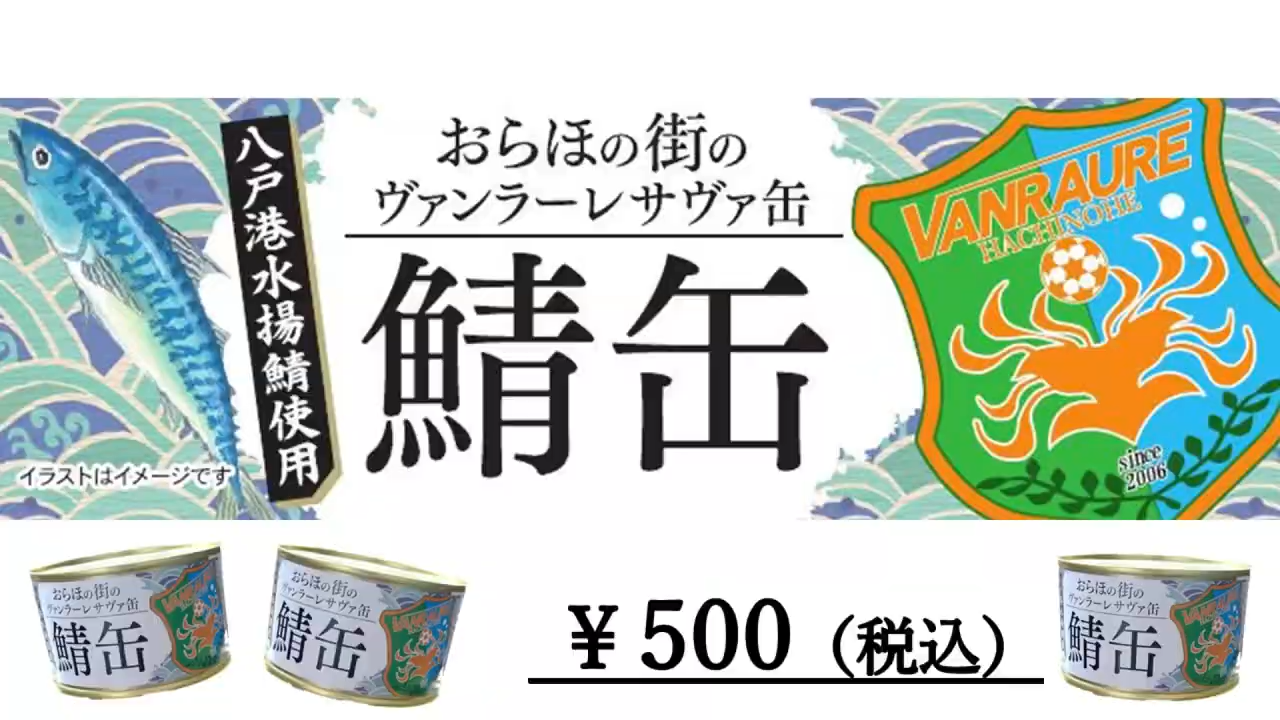 八戸港水揚鯖使用
イラストはイメージです
おらほの街の
ヴァンラーレサヴァ缶
鯖缶
VANRAURE
HACHINOHE
since
2006
おらほの街の
ヴァンラーレサヴァ缶
鯖缶
VANRAURE
おらほの街の
ヴァンラーレサヴァ缶
鯖缶
VANRAURE
¥500（税込）
おらほの街の
ヴァンラーレサヴァ缶
鯖缶
VANRAURE